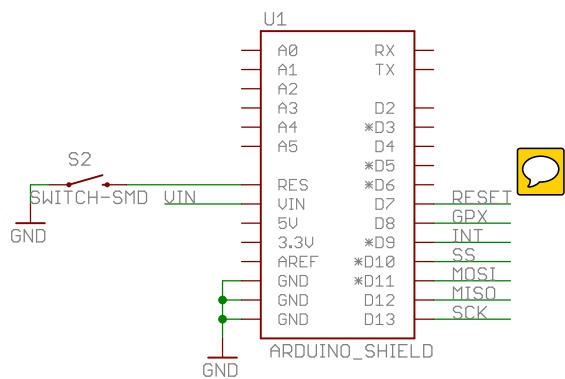 U1
A0 RX
A1 TX
A2
A3 D2
A4 *D3
A5 D4
*D5
S2
RES *D6
SWITCH-SMD VIN VIN D7 RESET
5V D8 GPX
GND
3.3V *D9 INT
AREF *D10 SS
GND *D11 MOSI
GND D12 MISO
GND D13 SCK
ARDUINO_SHIELD
GND